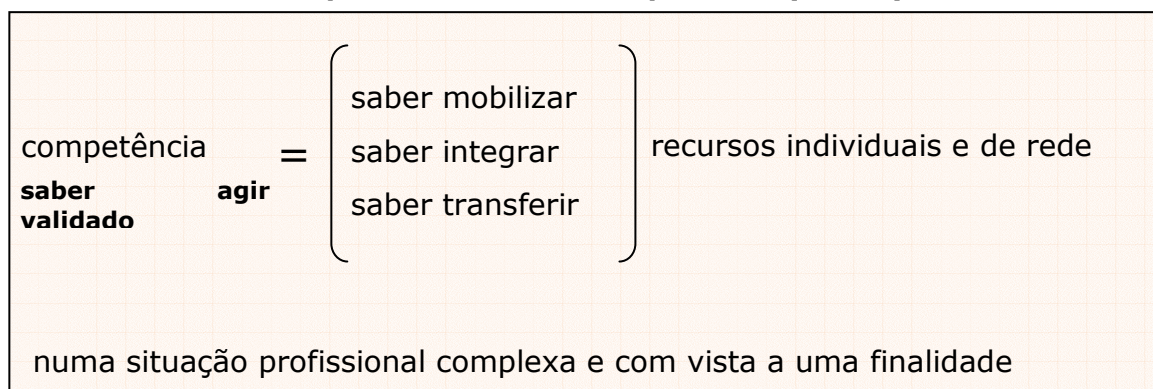 saber mobilizar
competência = saber integrar recursos individuais e de rede
saber agir
validado
saber transferir
numa situação profissional complexa e com vista a uma finalidade